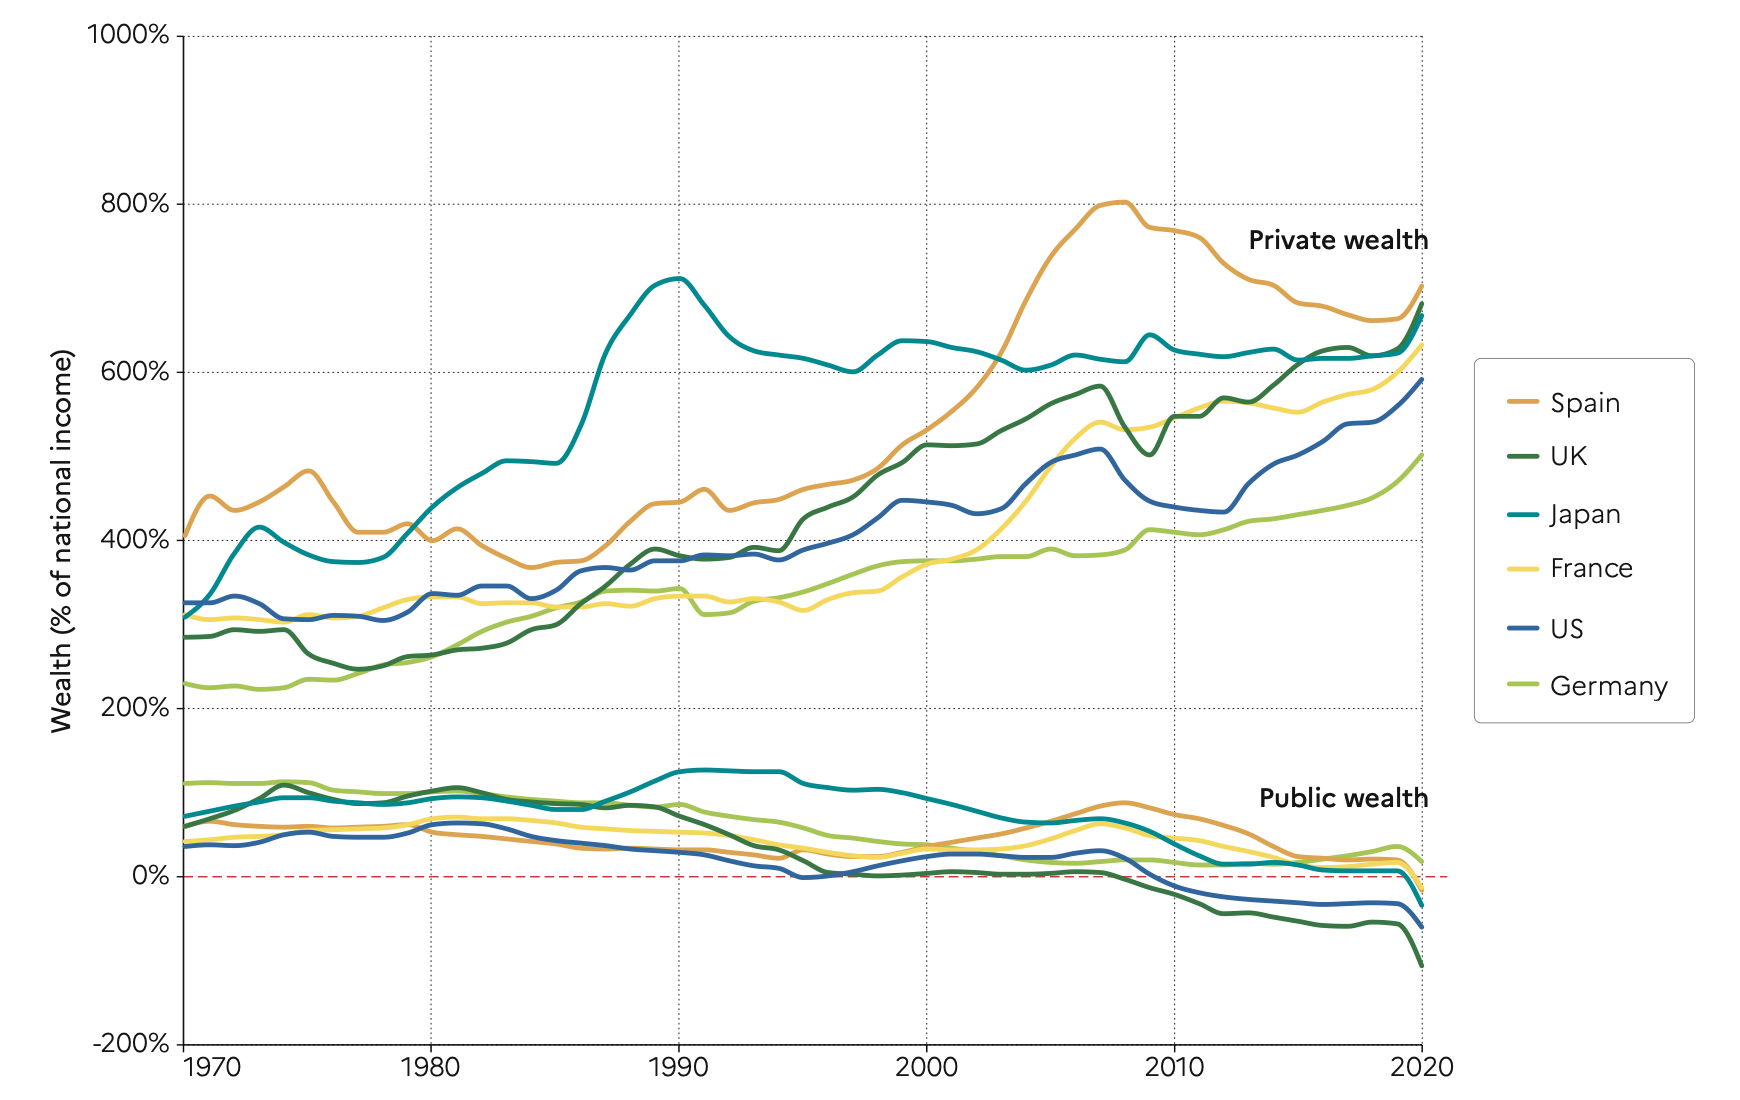 Wealth (% of national income)
1000%
800%
600%
400%
200%
0%
-200%
1970
1980
1990
2000
2010
2020
Private wealth
Public wealth
Spain
UK
Japan
France
US
Germany